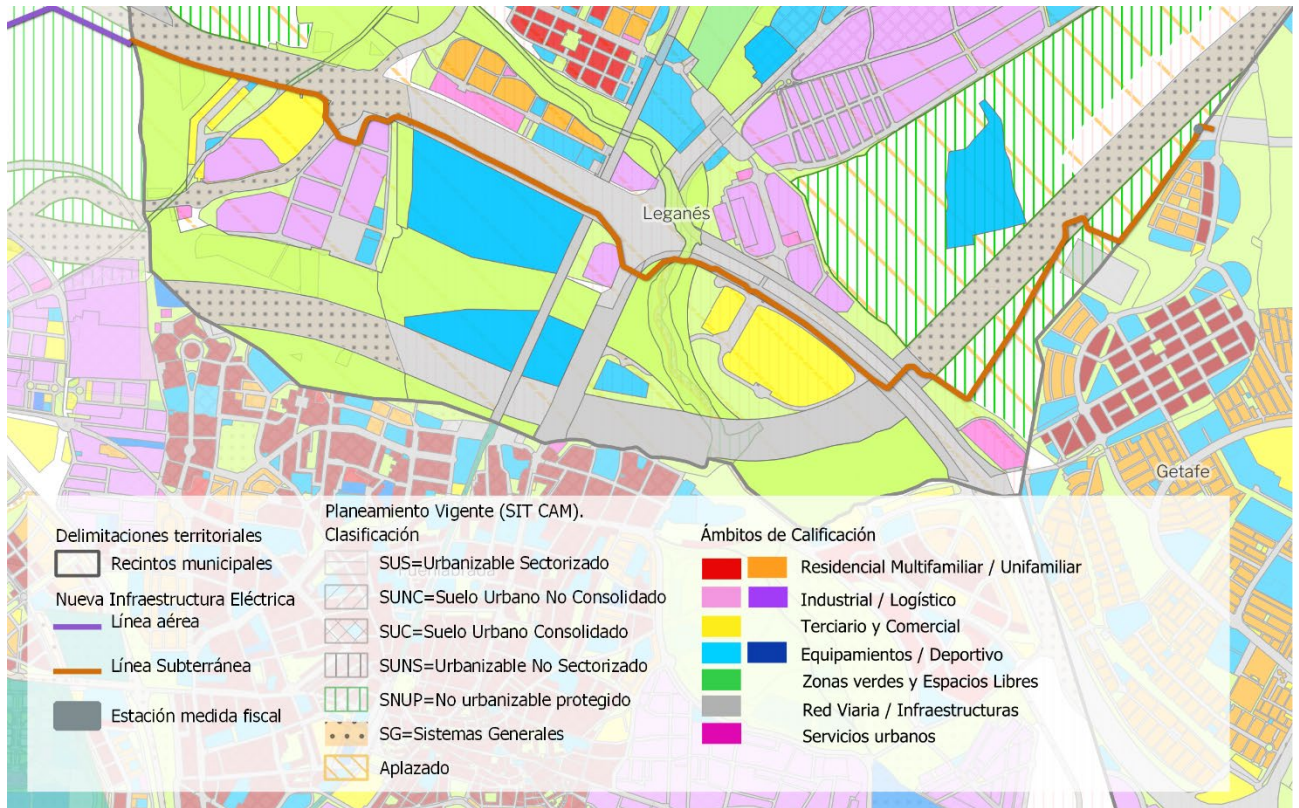 Leganés
Getafe
Delimitaciones territoriales
Recintos municipales
Nueva Infraestructura Eléctrica
Línea aérea
Línea Subterránea
Estación medida fiscal
Planeamiento Vigente (SIT CAM).
Clasificación
SUS=Urbanizable Sectorizado
Fuenlabrada
SUNC=Suelo Urbano No Consolidado
SUC=Suelo Urbano Consolidado
SUNS=Urbanizable No Sectorizado
SNUP=No urbanizable protegido
SG=Sistemas Generales
Aplazado
Ámbitos de Calificación
Residencial Multifamiliar / Unifamiliar
Industrial / Logístico
Terciario y Comercial
Equipamientos / Deportivo
Zonas verdes y Espacios Libres
Red Viaria / Infraestructuras
Servicios urbanos